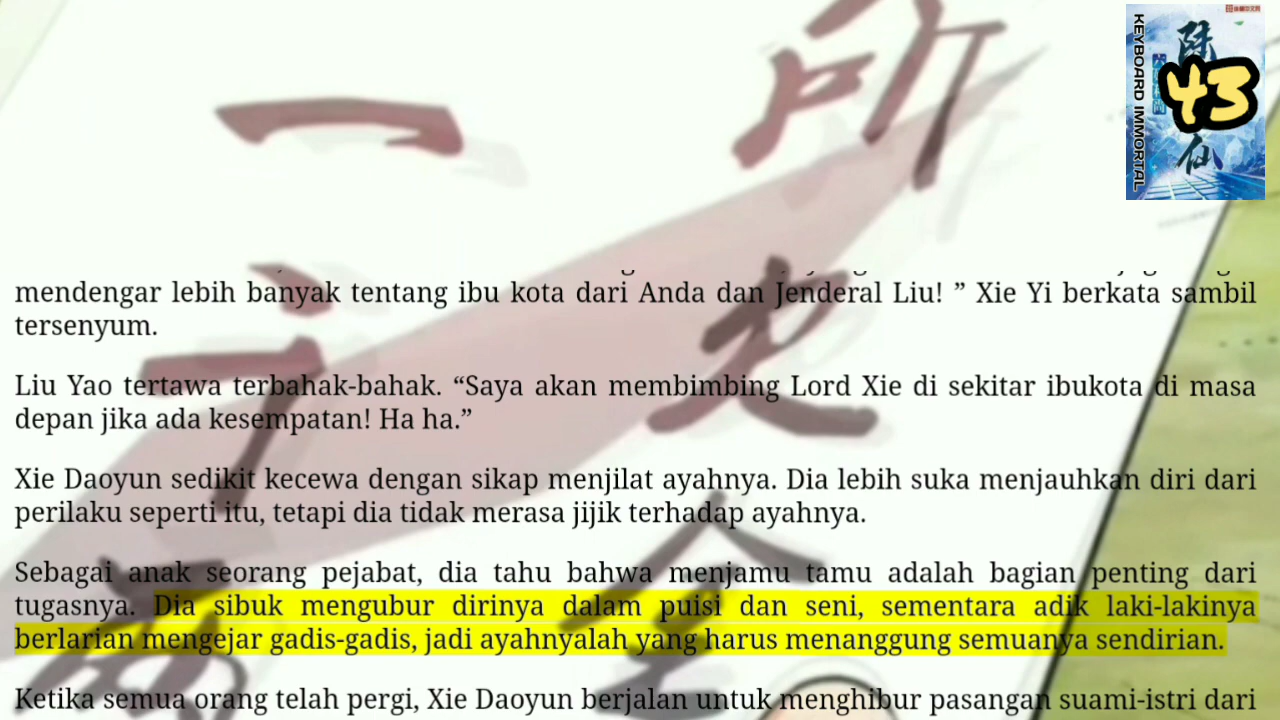 一
所
KEYBOARD IMMORTAL
陆
仙
43
mendengar lebih banyak tentang ibu kota dari Anda dan Jenderal Liu! ” Xie Yi berkata sambil
tersenyum.
Liu Yao tertawa terbahak-bahak. “Saya akan membimbing Lord Xie di sekitar ibukota di masa
depan jika ada kesempatan! Ha ha.”
Xie Daoyun sedikit kecewa dengan sikap menjilat ayahnya. Dia lebih suka menjauhkan diri dari
perilaku seperti itu, tetapi dia tidak merasa jijik terhadap ayahnya.
Sebagai anak seorang pejabat, dia tahu bahwa menjamu tamu adalah bagian penting dari
tugasnya. Dia sibuk mengubur dirinya dalam puisi dan seni, sementara adik laki-lakinya
berlarian mengejar gadis-gadis, jadi ayahnyalah yang harus menanggung semuanya sendirian.
Ketika semua orang telah pergi, Xie Daoyun berjalan untuk menghibur pasangan suami-istri dari